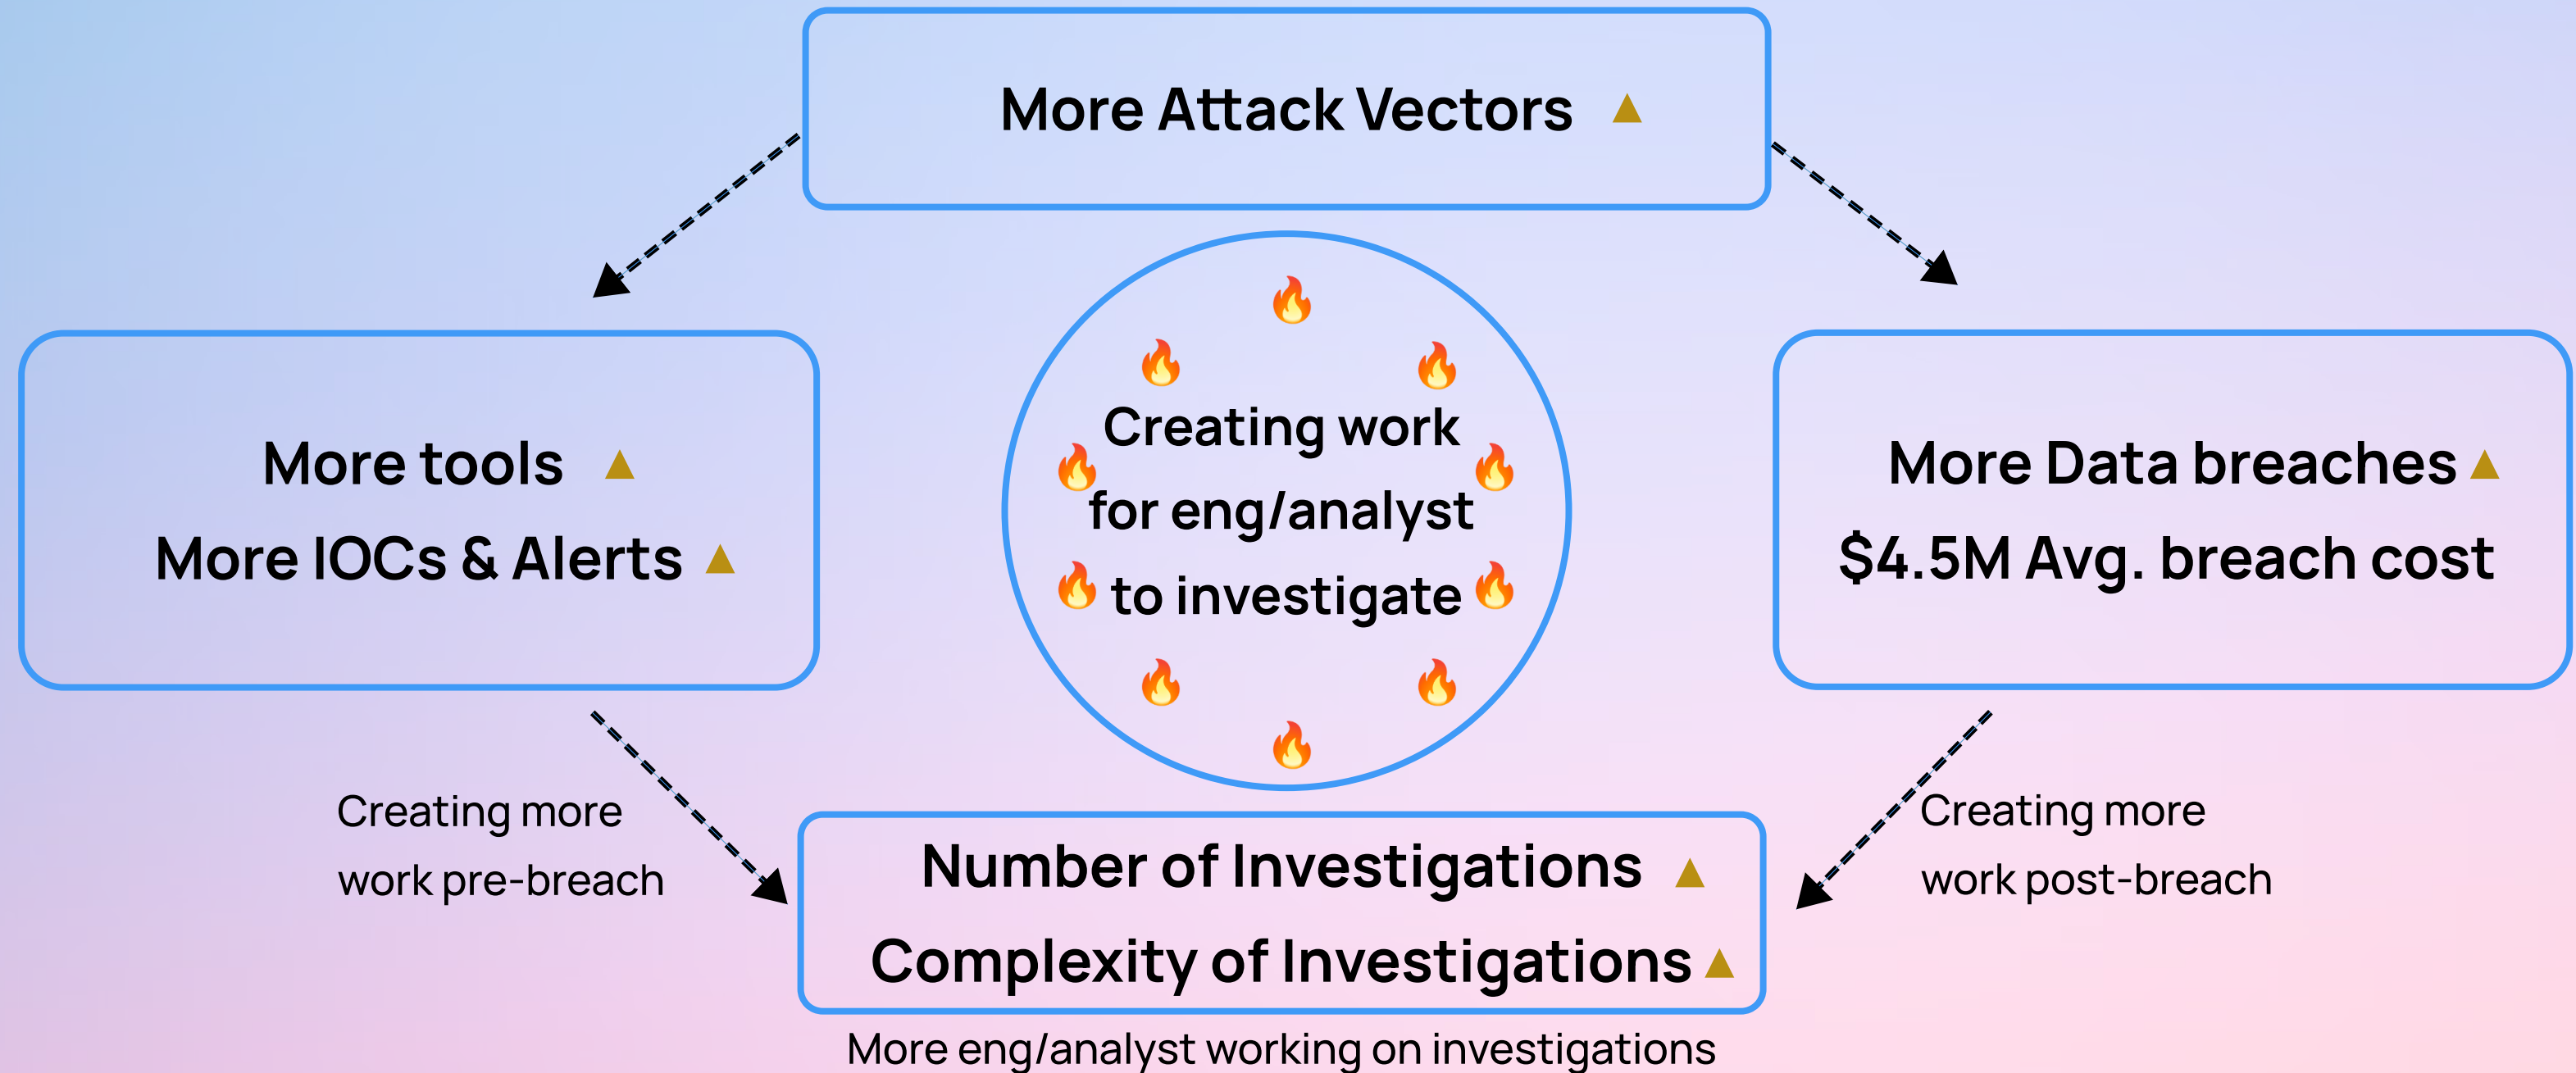 More Attack Vectors ▲
More tools ▲
More IOCs & Alerts ▲
Creating work
for eng/analyst
to investigate
More Data breaches ▲
$4.5M Avg. breach cost
Creating more
work pre-breach
Creating more
work post-breach
Number of Investigations ▲
Complexity of Investigations ▲
More eng/analyst working on investigations